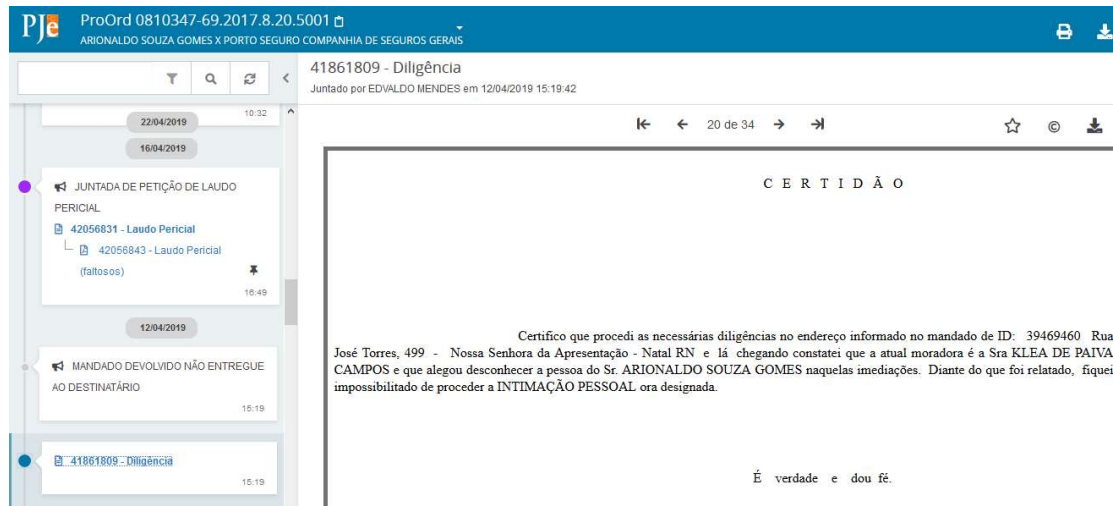 PJe
ProOrd 0810347-69.2017.8.20.5001
ARIONALDO SOUZA GOMES X PORTO SEGURO COMPANHIA DE SEGUROS GERAIS
41861809 - Diligência
Juntado por EDVALDO MENDES em 12/04/2019 15:19:42
10:32
22/04/2019
16/04/2019
JUNTADA DE PETIÇÃO DE LAUDO
PERICIAL
42056831 - Laudo Pericial
42056843 - Laudo Pericial
(faltosos)
16:49
12/04/2019
MANDADO DEVOLVIDO NÃO ENTREGUE
AO DESTINATÁRIO
15:19
41861809 - Diligência
15:19
20 de 34
©
C E R T I D Ã O
Certifico que procedi as necessárias diligências no endereço informado no mandado de ID: 39469460 Rua
José Torres, 499 - Nossa Senhora da Apresentação - Natal RN e lá chegando constatei que a atual moradora é a Sra KLEA DE PAIVA
CAMPOS e que alegou desconhecer a pessoa do Sr. ARIONALDO SOUZA GOMES naquelas imediações. Diante do que foi relatado, fiquei
impossibilitado de proceder a INTIMAÇÃO PESSOAL ora designada.
É verdade e dou fé.